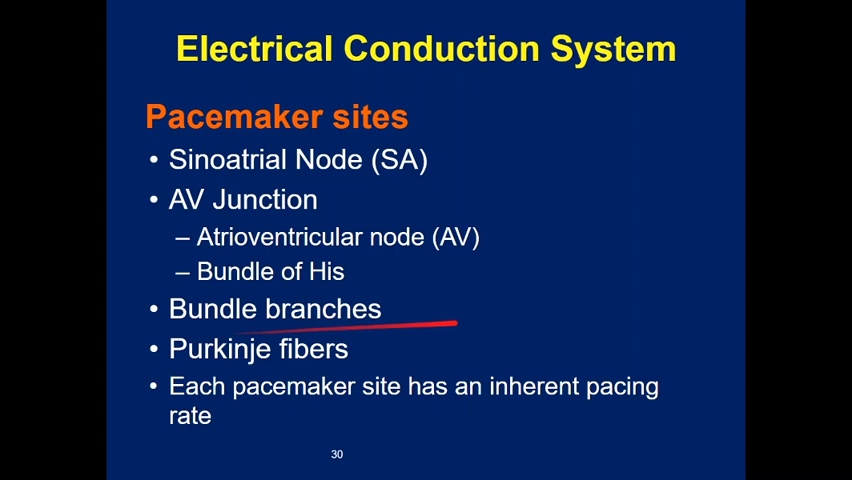 Electrical Conduction System
Pacemaker sites
• Sinoatrial Node (SA)
• AV Junction
– Atrioventricular node (AV)
– Bundle of His
• Bundle branches
• Purkinje fibers
• Each pacemaker site has an inherent pacing
rate
30